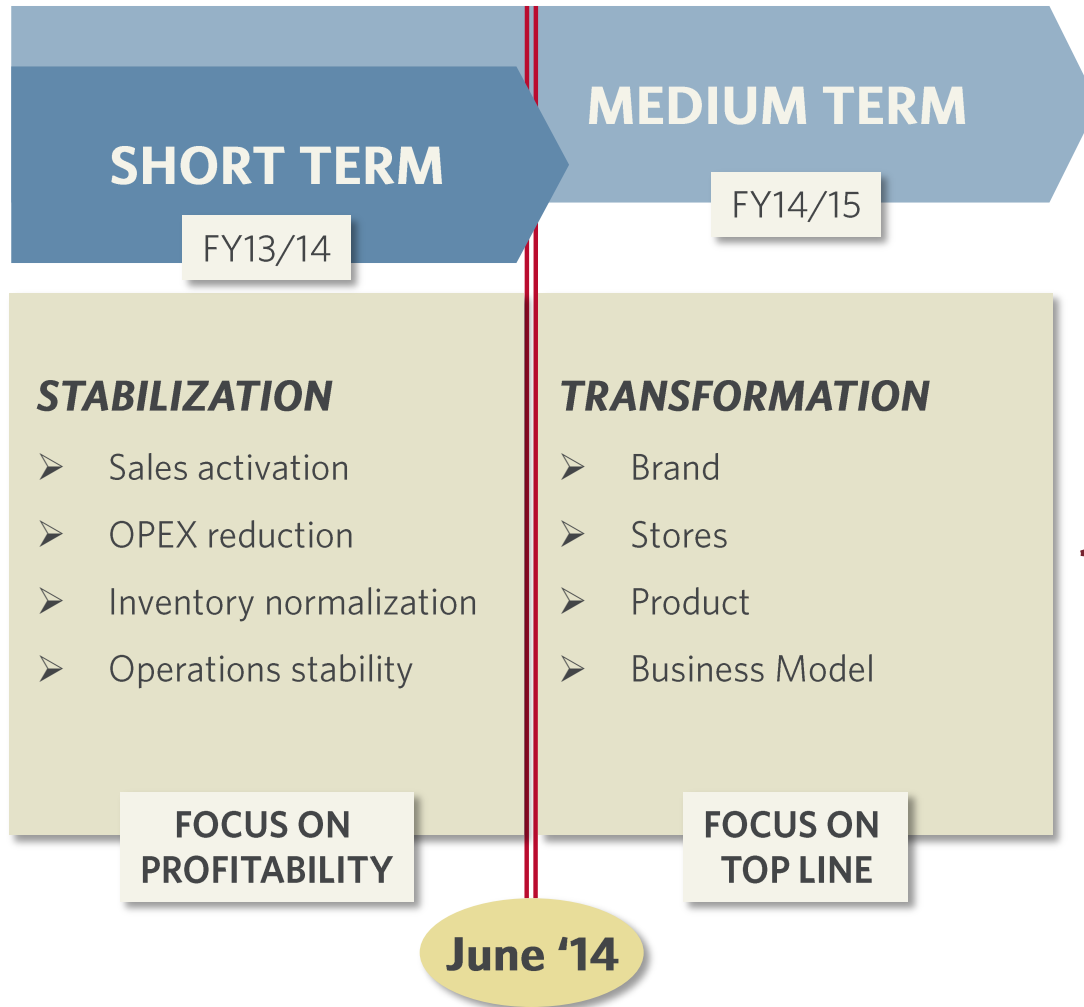 SHORT TERM
FY13/14
MEDIUM TERM
FY14/15
STABILIZATION
➢ Sales activation
➢ OPEX reduction
➢ Inventory normalization
➢ Operations stability
FOCUS ON
PROFITABILITY
TRANSFORMATION
➢ Brand
➢ Stores
➢ Product
➢ Business Model
FOCUS ON
TOP LINE
June ‘14